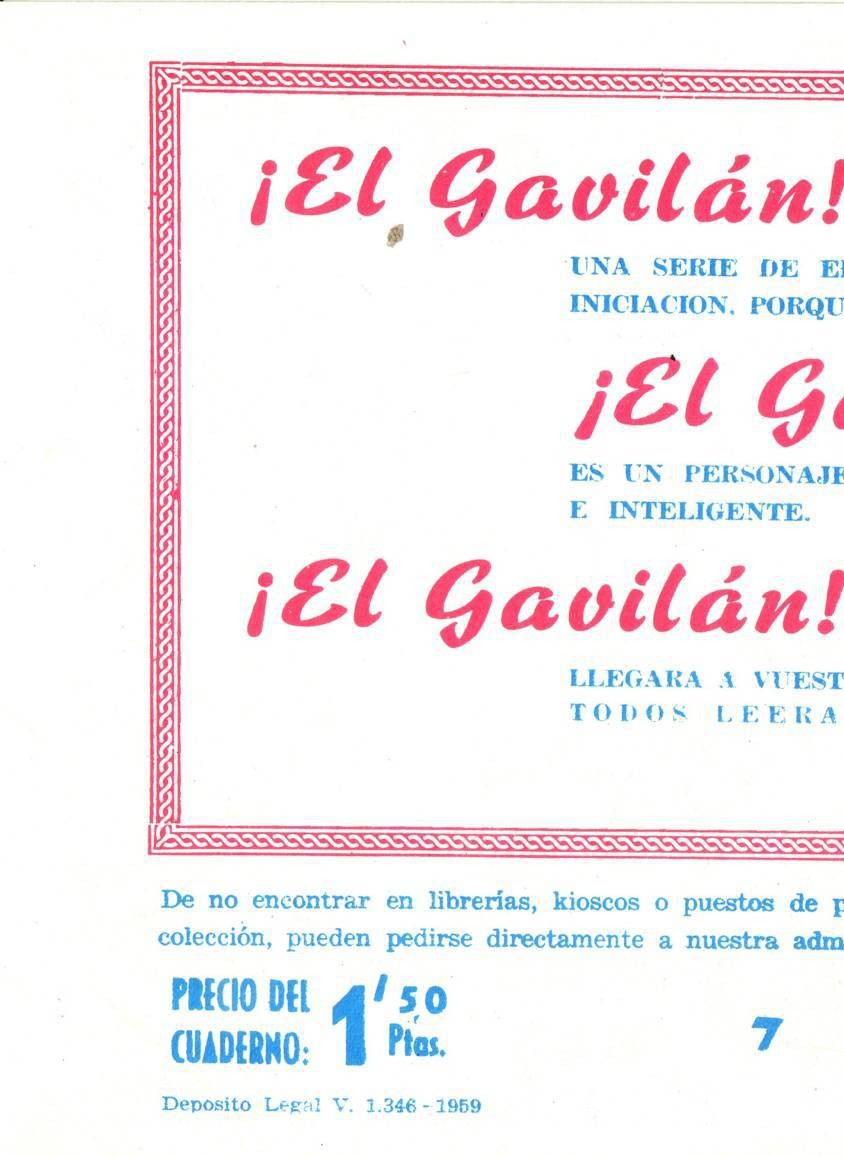 ¡El Gavilán!
UNA SERIE DE
INICIACION. PORQU
¡El
ES UN PERSONAJE
E INTELIGENTE.
¡El Gavilán!
LLEGARA A VUEST
TODOS LEERA
De no encontrar en librerías, kioscos o puestos de p
colección, pueden pedirse directamente a nuestra adm
PRECIO DEL
CUADERNO: 1'50 Ptas.
7
Deposito Legal V. 1.346 - 1959